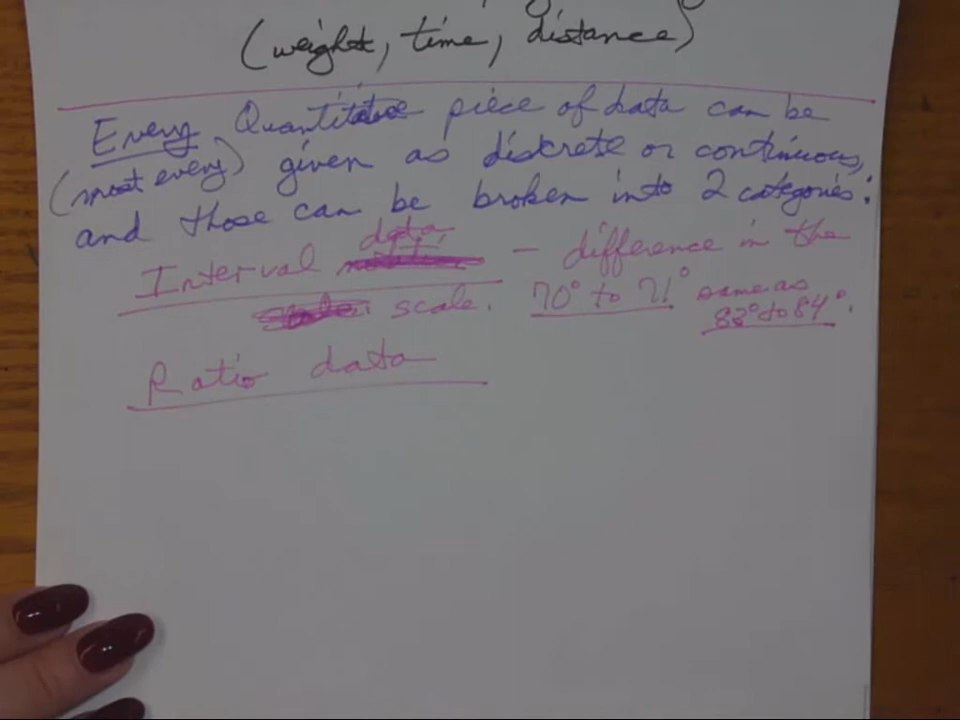 (weight, time, distance)
Every Quantitative piece of data can be
(most every) given as discrete or continuous,
and those can be broken into 2 categories:
Interval data - difference in the
scale. 70° to 71° same as
83° to 84°.
Ratio data